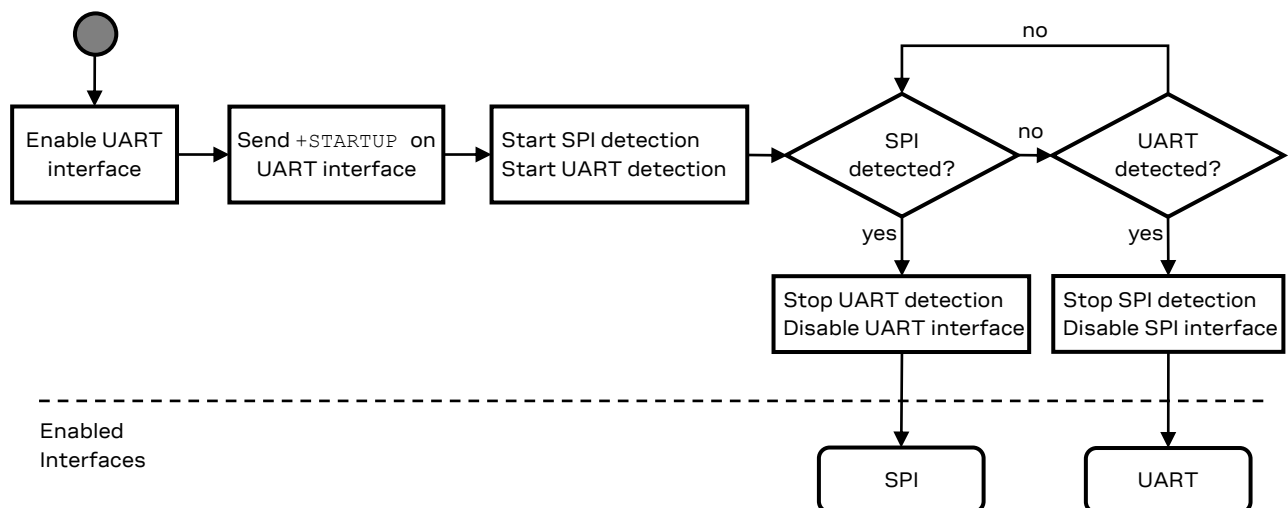 no
Enable UART
interface
Send +STARTUP on
UART interface
Start SPI detection
Start UART detection
SPI
detected?
no
UART
detected?
yes
yes
Stop UART detection
Disable UART interface
Stop SPI detection
Disable SPI interface
Enabled
Interfaces
SPI
UART